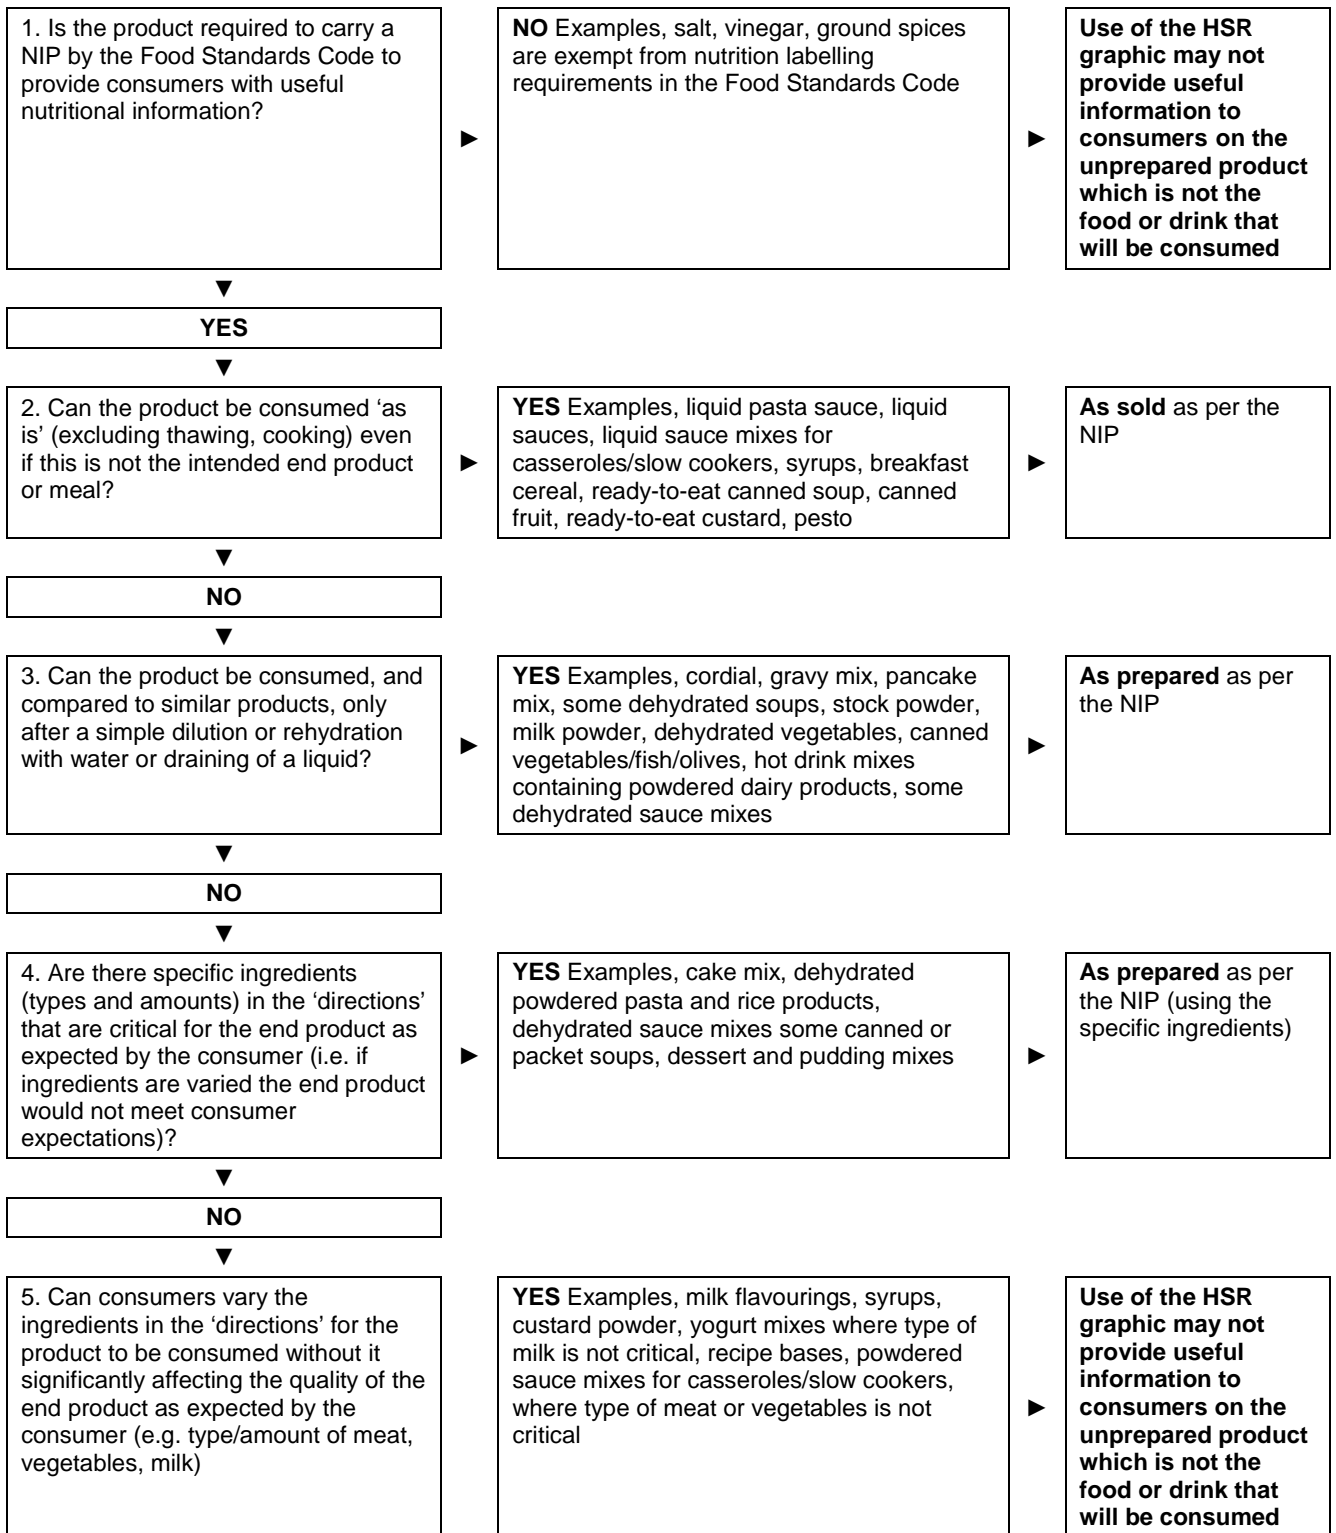 1. Is the product required to carry a
NIP by the Food Standards Code to
provide consumers with useful
nutritional information?
►
NO Examples, salt, vinegar, ground spices
are exempt from nutrition labelling
requirements in the Food Standards Code
►
Use of the HSR
graphic may not
provide useful
information to
consumers on the
unprepared product
which is not the
food or drink that
will be consumed
▼
YES
▼
2. Can the product be consumed ‘as
is’ (excluding thawing, cooking) even
if this is not the intended end product
or meal?
►
YES Examples, liquid pasta sauce, liquid
sauces, liquid sauce mixes for
casseroles/slow cookers, syrups, breakfast
cereal, ready-to-eat canned soup, canned
fruit, ready-to-eat custard, pesto
►
As sold as per the
NIP
▼
NO
▼
3. Can the product be consumed, and
compared to similar products, only
after a simple dilution or rehydration
with water or draining of a liquid?
►
YES Examples, cordial, gravy mix, pancake
mix, some dehydrated soups, stock powder,
milk powder, dehydrated vegetables, canned
vegetables/fish/olives, hot drink mixes
containing powdered dairy products, some
dehydrated sauce mixes
►
As prepared as per
the NIP
▼
NO
▼
4. Are there specific ingredients
(types and amounts) in the ‘directions’
that are critical for the end product as
expected by the consumer (i.e. if
ingredients are varied the end product
would not meet consumer
expectations)?
►
YES Examples, cake mix, dehydrated
powdered pasta and rice products,
dehydrated sauce mixes some canned or
packet soups, dessert and pudding mixes
►
As prepared as per
the NIP (using the
specific ingredients)
▼
NO
▼
5. Can consumers vary the
ingredients in the ‘directions’ for the
product to be consumed without it
significantly affecting the quality of the
end product as expected by the
consumer (e.g. type/amount of meat,
vegetables, milk)
YES Examples, milk flavourings, syrups,
custard powder, yogurt mixes where type of
milk is not critical, recipe bases, powdered
sauce mixes for casseroles/slow cookers,
where type of meat or vegetables is not
critical
►
Use of the HSR
graphic may not
provide useful
information to
consumers on the
unprepared product
which is not the
food or drink that
will be consumed